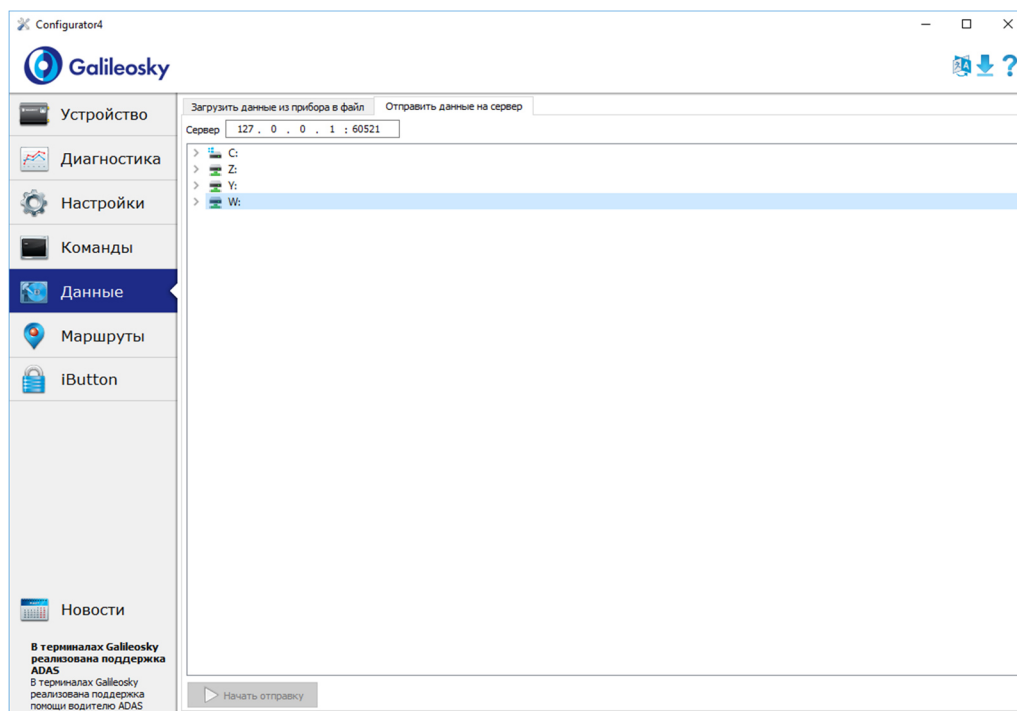 Configurator4
Galileosky
Устройство
Диагностика
Настройки
Команды
Данные
Маршруты
iButton
Новости
В терминалах Galileosky
реализована поддержка
ADAS
В терминалах Galileosky
реализована поддержка
помощи водителю ADAS
Загрузить данные из прибора в файл
Отправить данные на сервер
Сервер 127 . 0 . 0 . 1 : 60521
C:
Z:
Y:
W:
Начать отправку